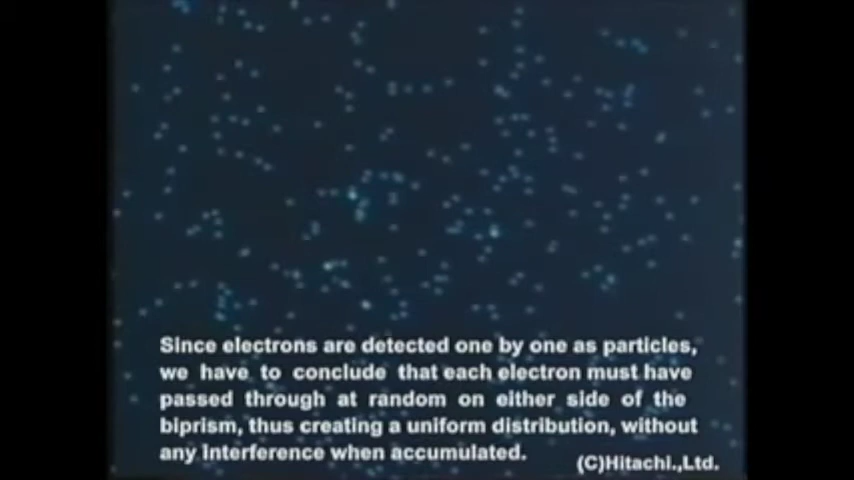 Since electrons are detected one by one as particles,
we have to conclude that each electron must have
passed through at random on either side of the
biprism, thus creating a uniform distribution, without
any Interference when accumulated.
(C)Hitachi.,Ltd.